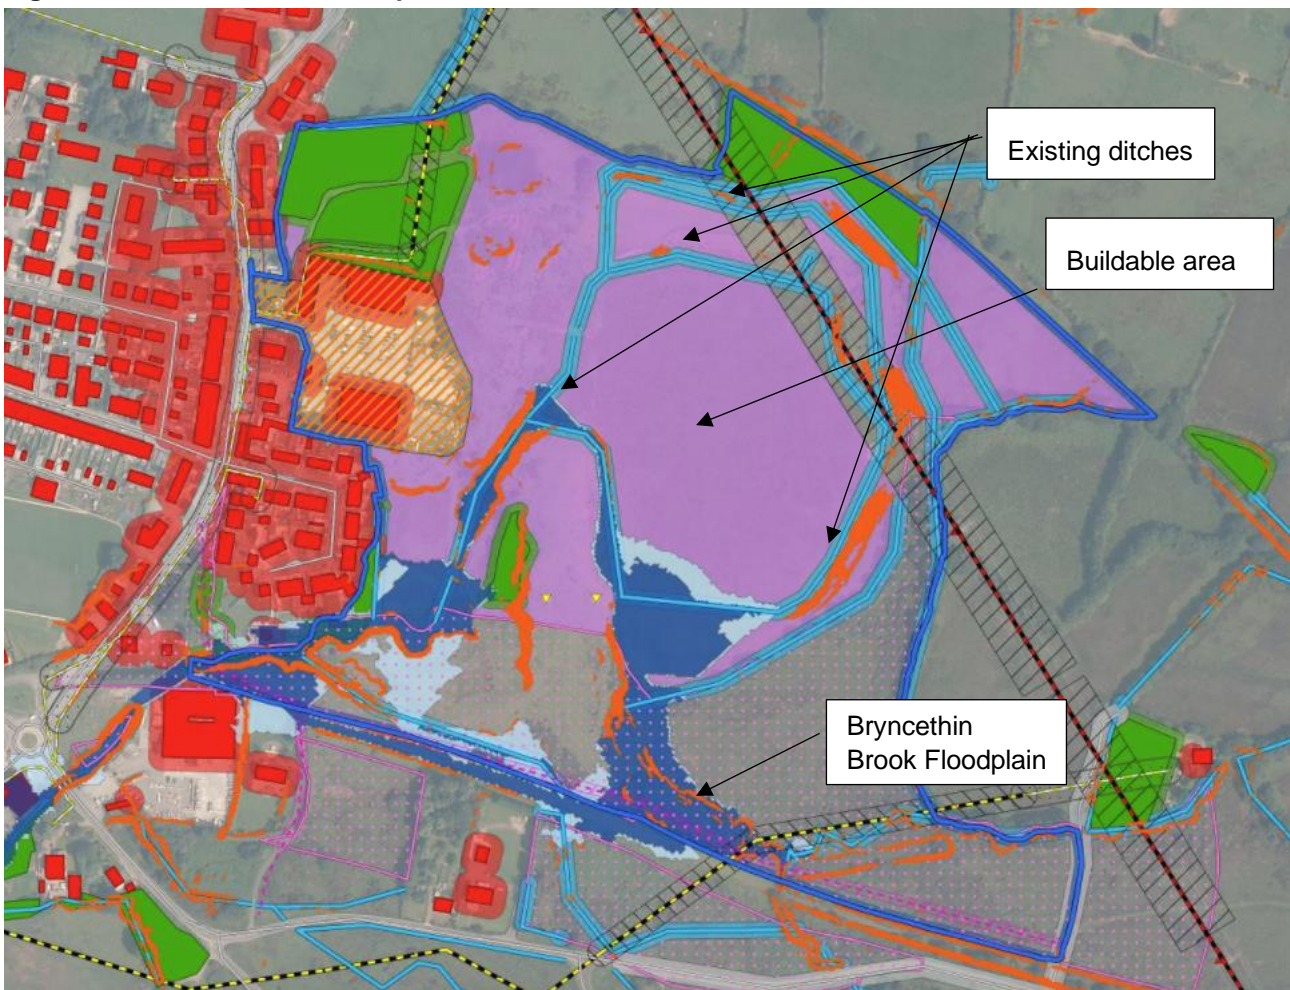 Existing ditches
Buildable area
Bryncethin
Brook Floodplain